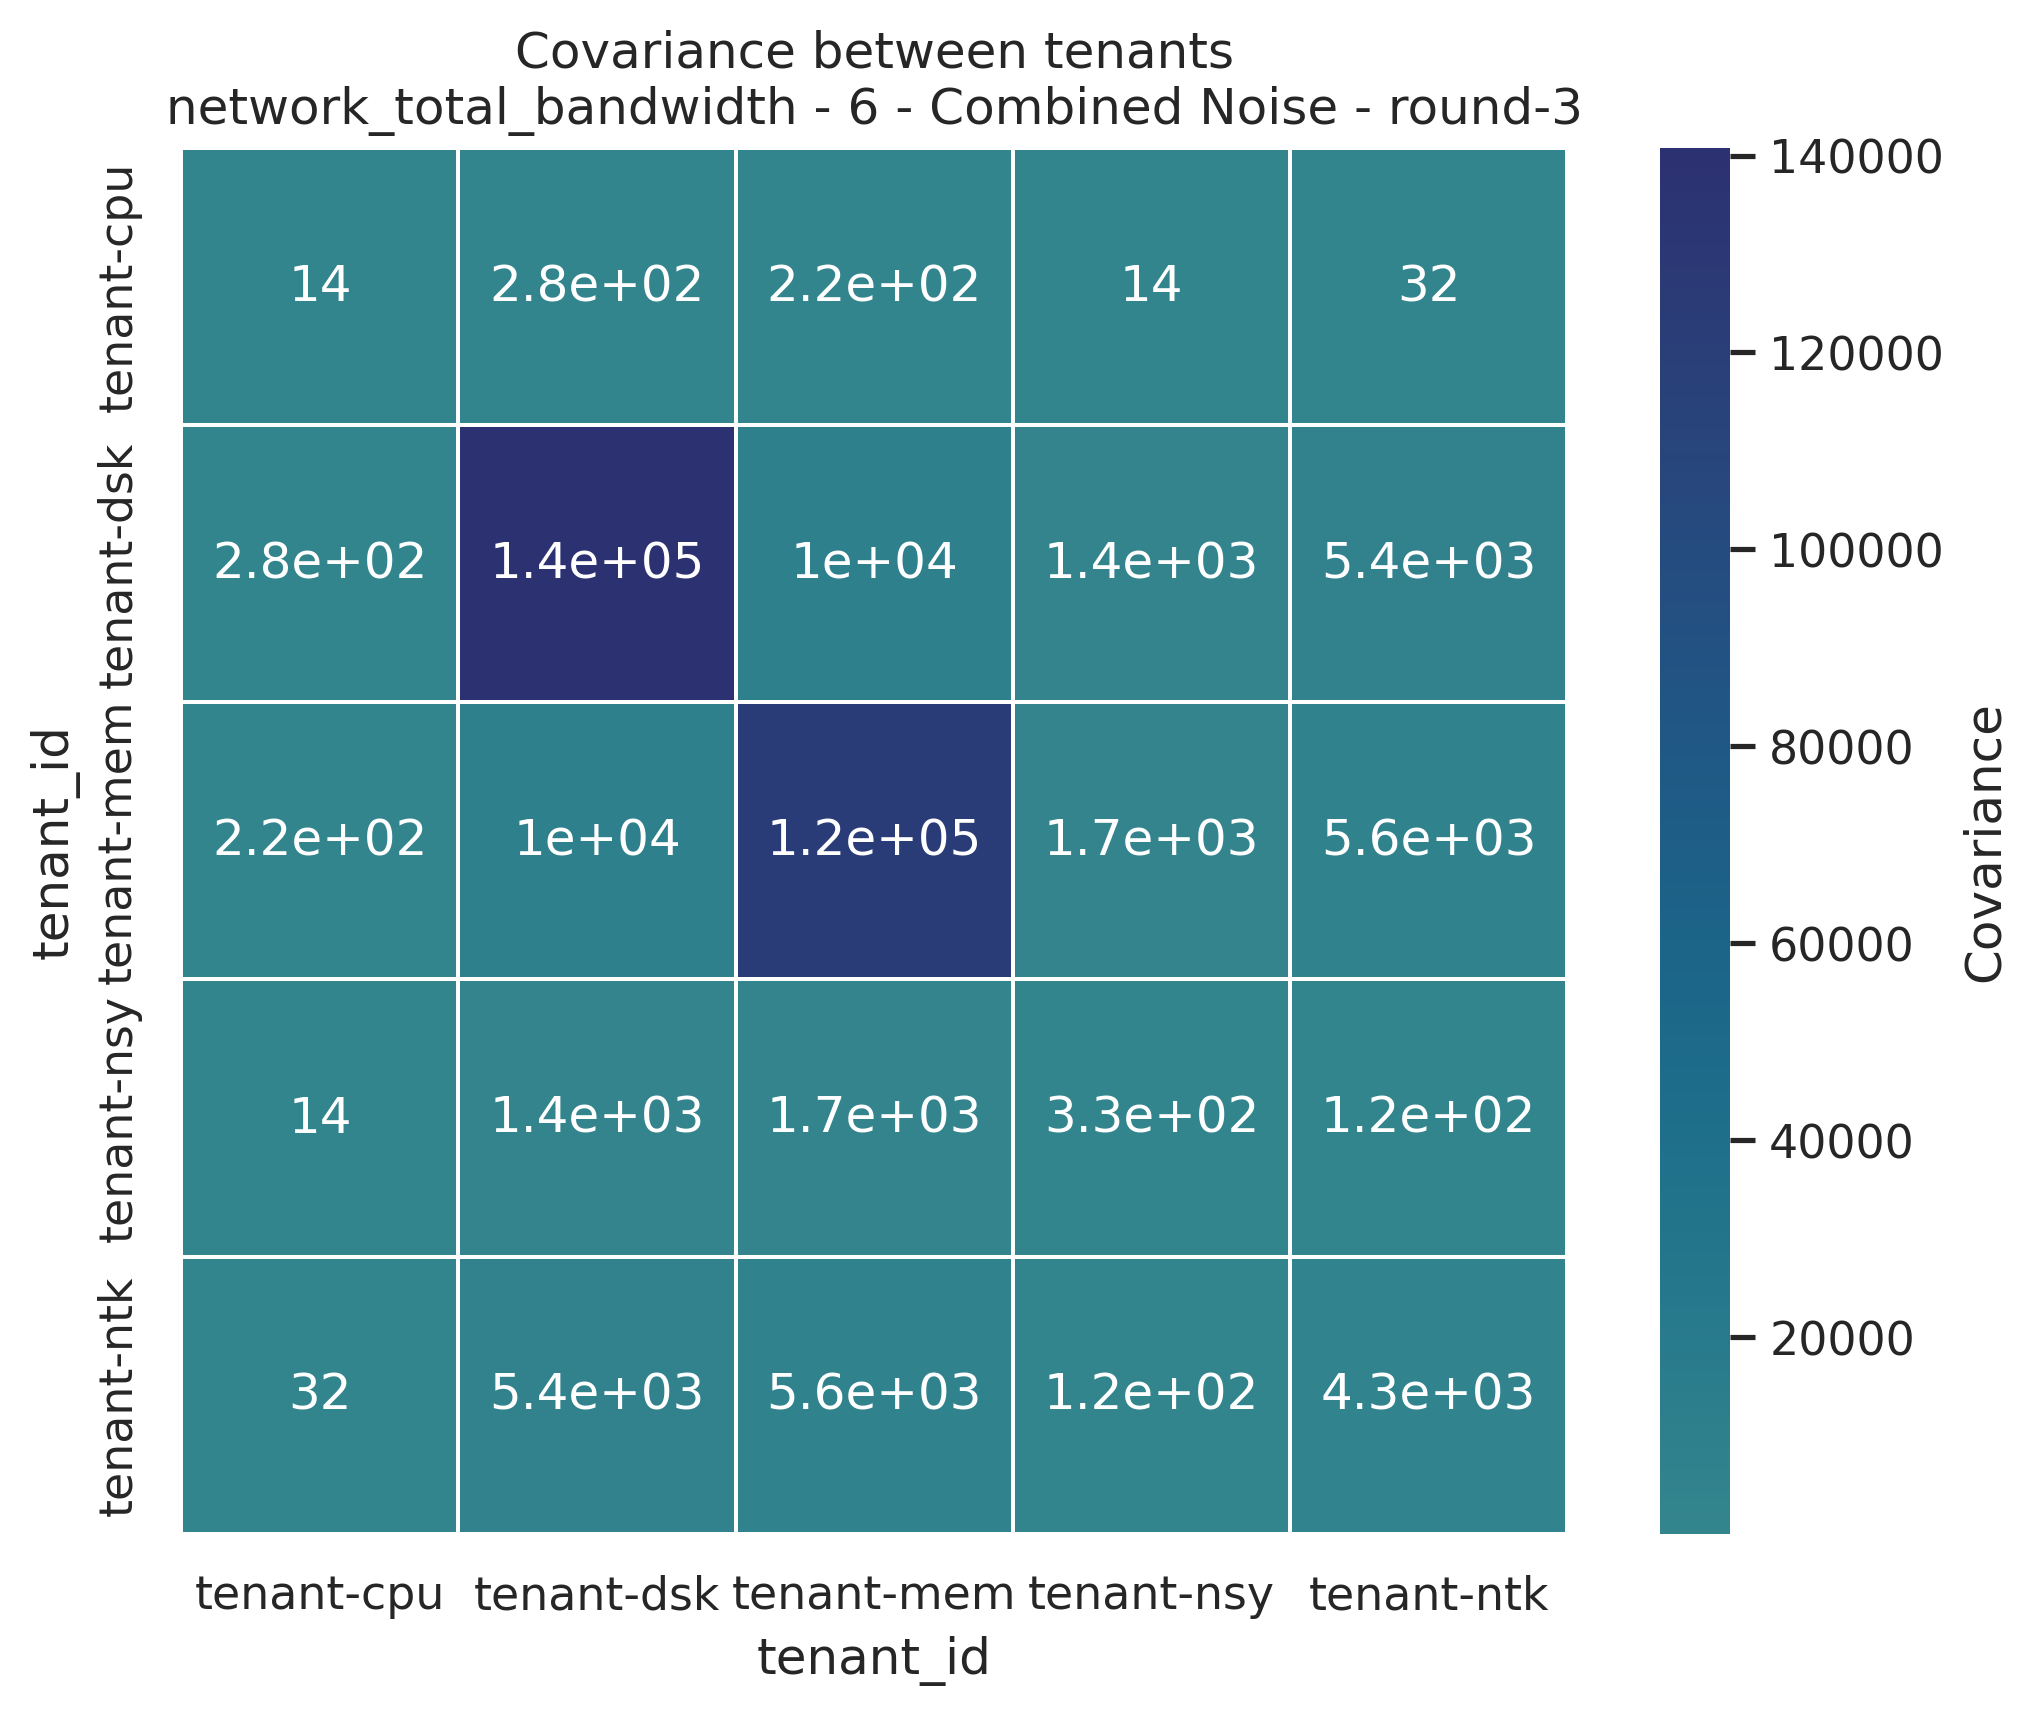 Covariance between tenants
network_total_bandwidth - 6 - Combined Noise - round-3
tenant_id
tenant-cpu
14
2.8e+02
2.2e+02
14
32
tenant-dsk
2.8e+02
1.4e+05
1e+04
1.4e+03
5.4e+03
tenant-mem
2.2e+02
1e+04
1.2e+05
1.7e+03
5.6e+03
tenant-nsy
14
1.4e+03
1.7e+03
3.3e+02
1.2e+02
tenant-ntk
32
5.4e+03
5.6e+03
1.2e+02
4.3e+03
tenant-cpu
tenant-dsk
tenant-mem
tenant-nsy
tenant-ntk
tenant_id
140000
120000
100000
80000
60000
40000
20000
Covariance